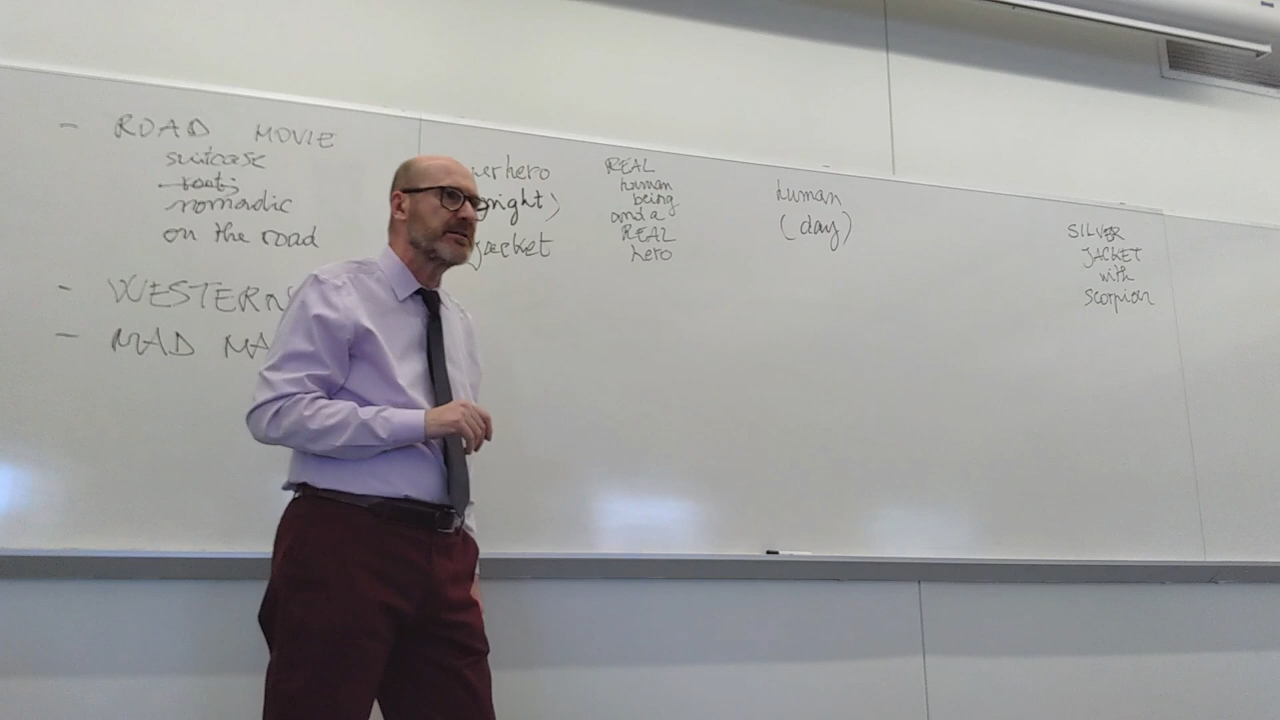 - ROAD MOVIE
suitcase
roots
nomadic
on the road
- WESTERN
- MAD MA
erhero
night)
jacket
REAL
human
being
and a
REAL
hero
human
(day)
SILVER
JACKET
with
scorpion